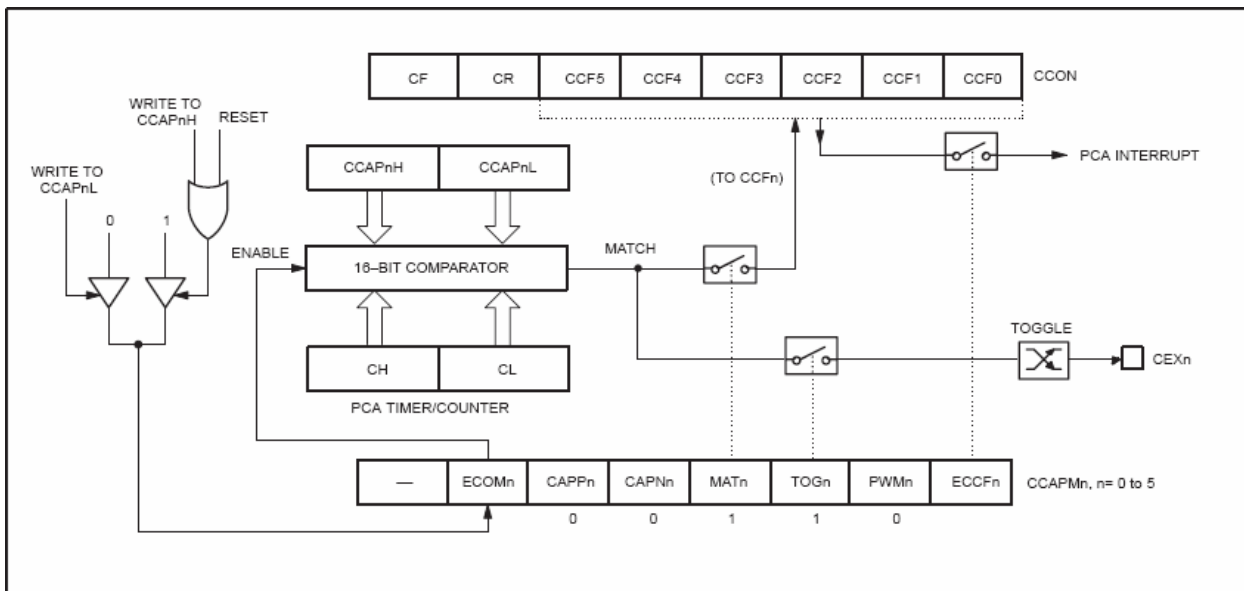 CF CR CCF5 CCF4 CCF3 CCF2 CCF1 CCF0 CCON
WRITE TO
CCAPnH
RESET
WRITE TO
CCAPnL
0 1
CCAPnH CCAPnL
(TO CCFn)
PCA INTERRUPT
ENABLE
16–BIT COMPARATOR
MATCH
CH CL
PCA TIMER/COUNTER
TOGGLE
CEXn
— ECOMn CAPPn CAPNn MATn TOGn PWMn ECCFn CCAPMn, n= 0 to 5
0 0 1 1 0